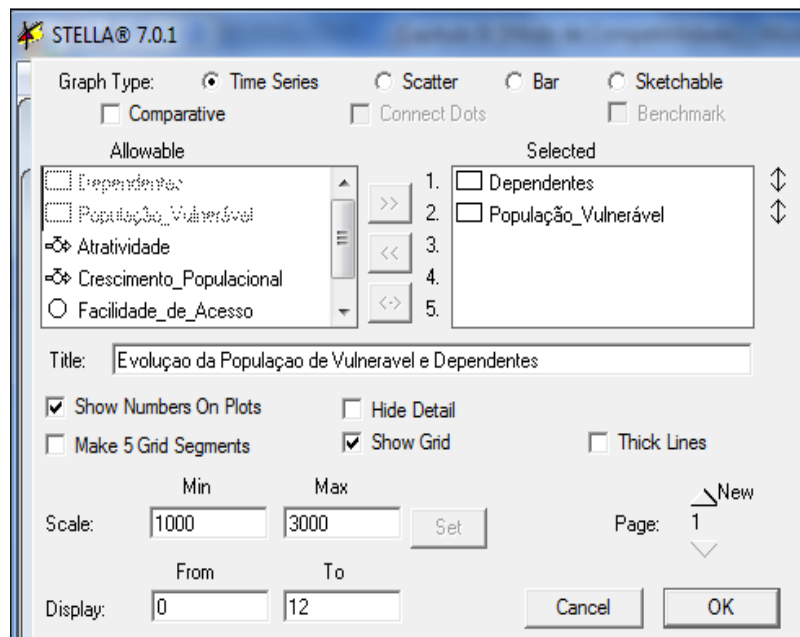 STELLA® 7.0.1
Graph Type: Time Series Scatter Bar Sketchable
Comparative Connect Dots Benchmark
Allowable Selected
Dependentes 1. Dependentes
População_Vulnerável >> 2. População_Vulnerável
Atratividade << 3.
Crescimento_Populacional 4.
Facilidade_de_Acesso <-> 5.
Title: Evoluçao da Populaçao de Vulneravel e Dependentes
Show Numbers On Plots Hide Detail
Make 5 Grid Segments Show Grid Thick Lines
Min Max New
Scale: 1000 3000 Set Page: 1
From To
Display: 0 12 Cancel OK